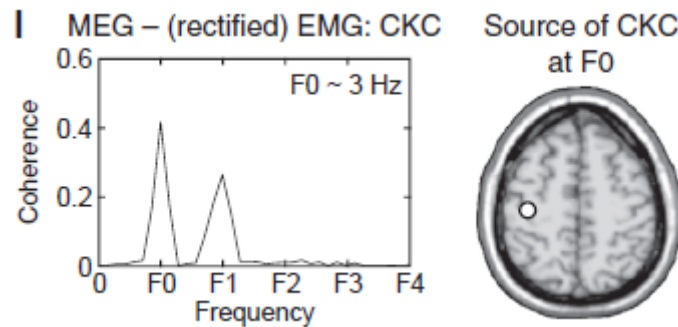 I
MEG – (rectified) EMG: CKC
Source of CKC
at F0
0.6
F0 ~ 3 Hz
0.4
Coherence
0.2
0
0 F0 F1 F2 F3 F4
Frequency